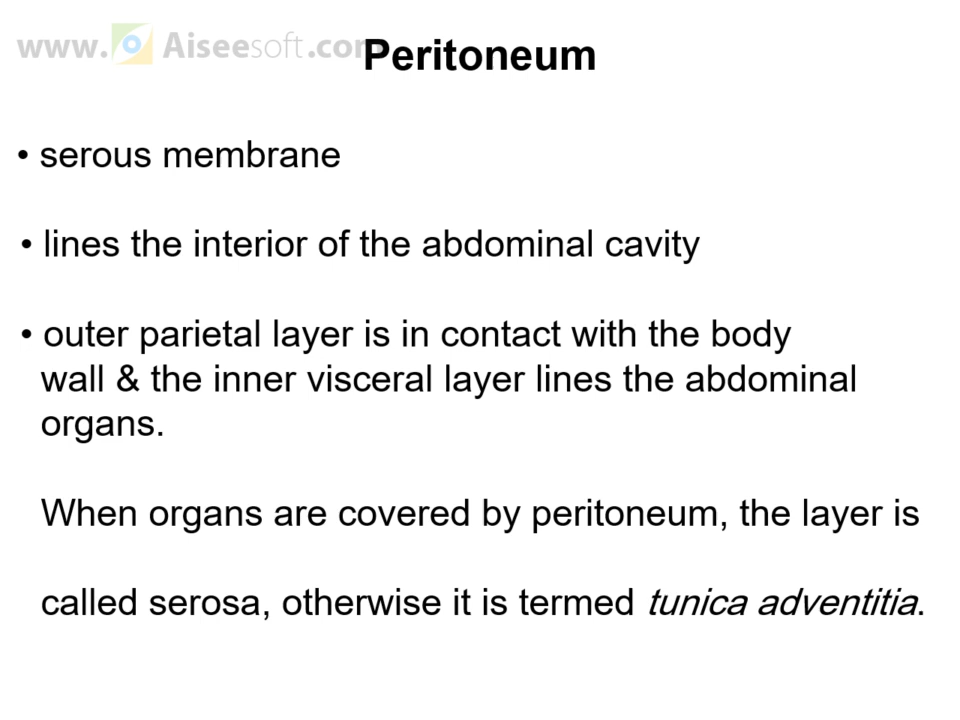 www. Aiseesoft.com
Peritoneum
• serous membrane
• lines the interior of the abdominal cavity
• outer parietal layer is in contact with the body
wall & the inner visceral layer lines the abdominal
organs.
When organs are covered by peritoneum, the layer is
called serosa, otherwise it is termed tunica adventitia.